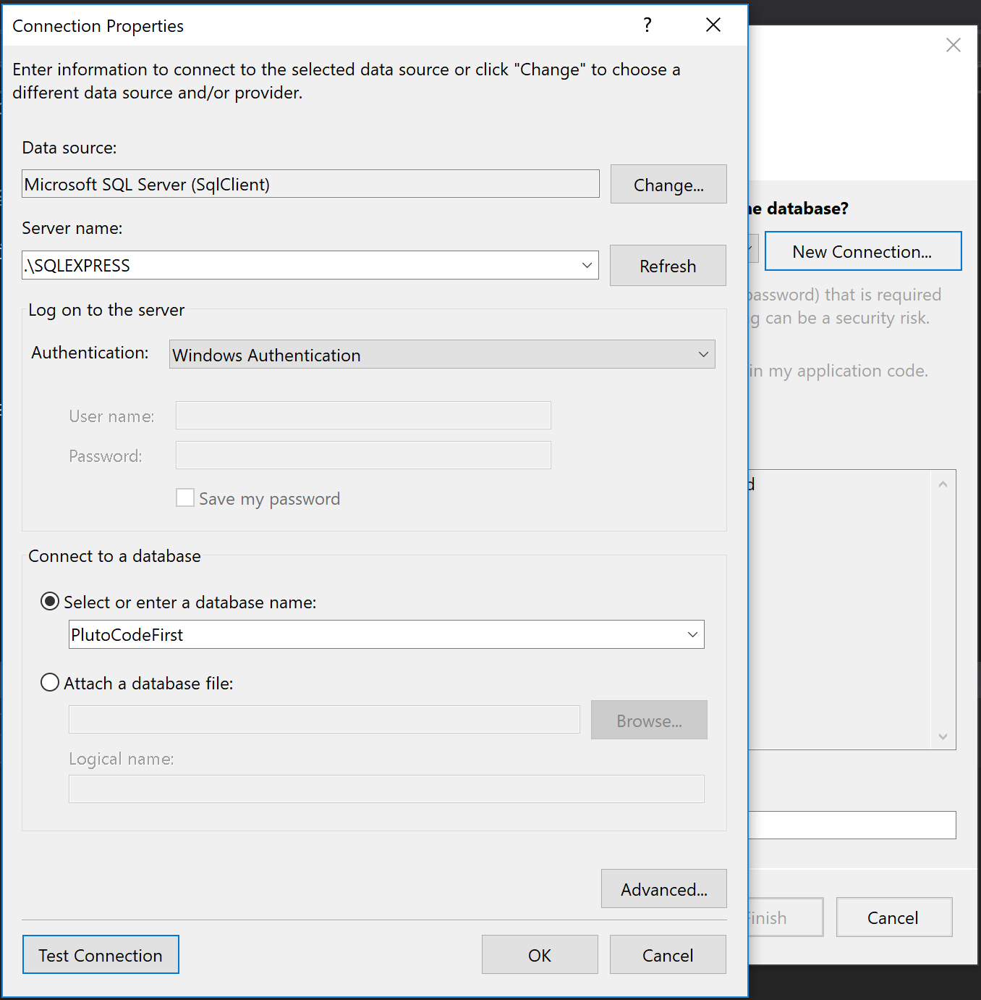 Connection Properties
?
Enter information to connect to the selected data source or click "Change" to choose a
different data source and/or provider.
Data source:
Microsoft SQL Server (SqlClient)
Change...
Server name:
.\SQLEXPRESS
Refresh
Log on to the server
Authentication:
Windows Authentication
User name:
Password:
Save my password
Connect to a database
Select or enter a database name:
PlutoCodeFirst
Attach a database file:
Browse...
Logical name:
Advanced...
Test Connection
OK
Cancel
database?
New Connection...
password) that is required
can be a security risk.
in my application code.
Cancel